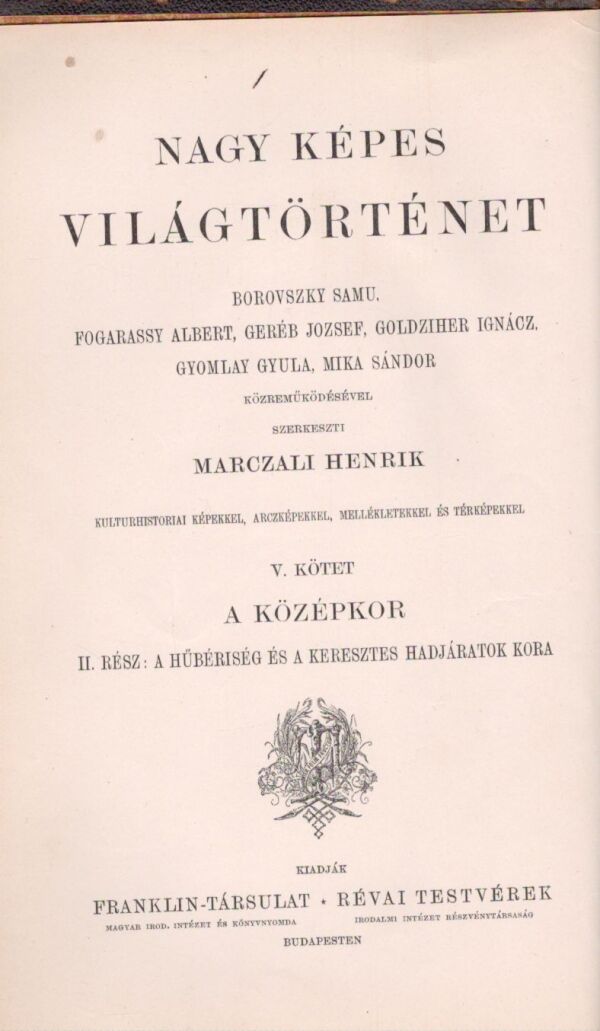 NAGY KÉPES
VILÁGTÖRTÉNET
BOROVSZKY SAMU,
FOGARASSY ALBERT, GERÉB JOZSEF, GOLDZIHER IGNÁCZ,
GYOMLAY GYULA, MIKA SÁNDOR
KÖZREMŰKÖDÉSÉVEL
SZERKESZTI
MARCZALI HENRIK
KULTURHISTORIAI KÉPEKKEL, ARCZKÉPEKKEL, MELLÉKLETEKKEL ÉS TÉRKÉPEKKEL
V. KÖTET
A KÖZÉPKOR
II. RÉSZ: A HŰBÉRISÉG ÉS A KERESZTES HADJÁRATOK KORA
KIADJÁK
FRANKLIN-TÁRSULAT * RÉVAI TESTVÉREK
MAGYAR IROD. INTÉZET ÉS KÖNYVNYOMDA IRODALMI INTÉZET RÉSZVÉNYTÁRSASÁG
BUDAPESTEN